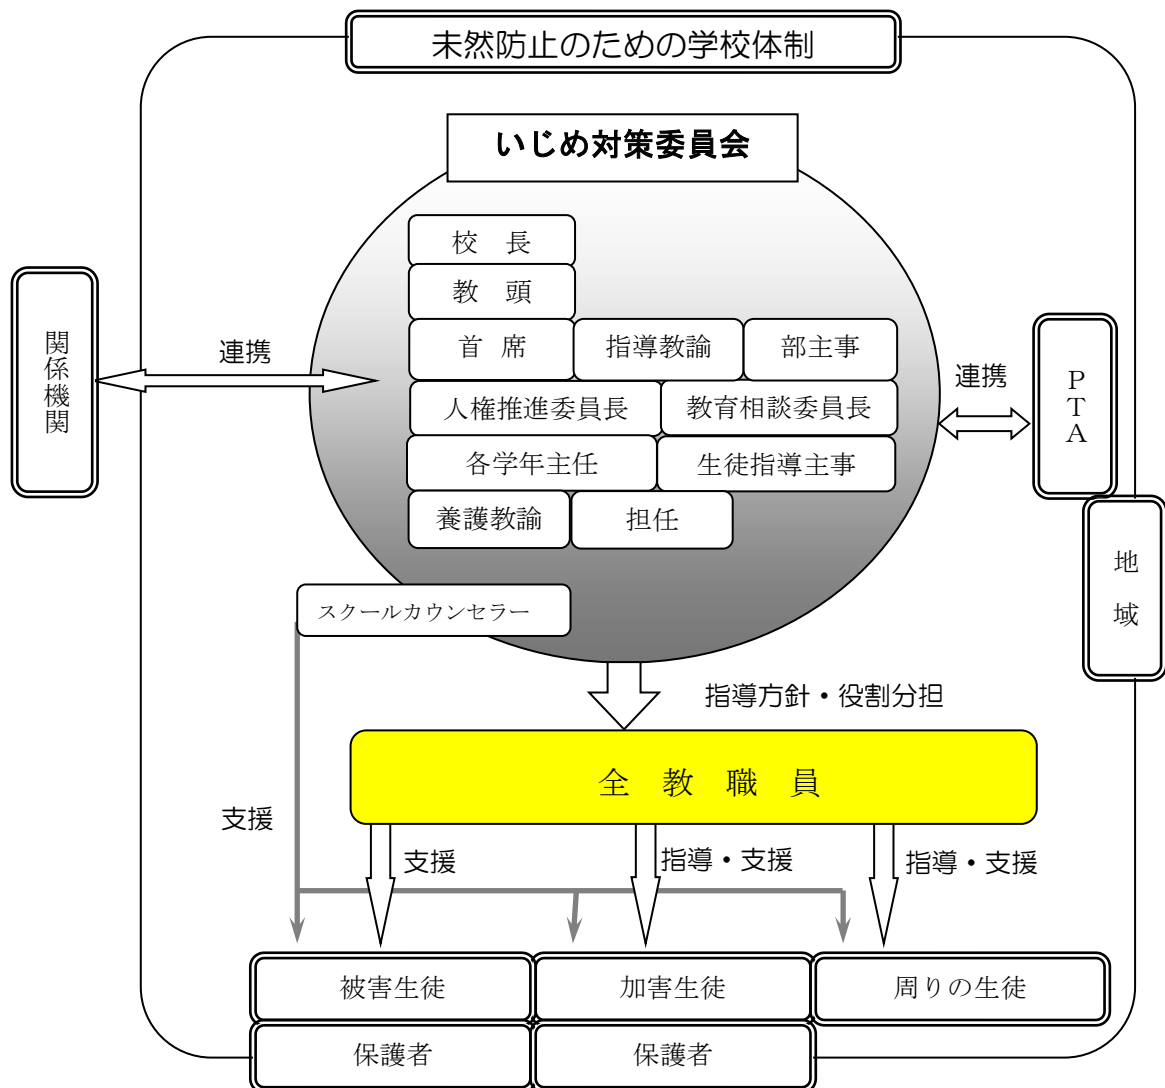 未然防止のための学校体制
いじめ対策委員会
校　長
教　頭
首 席
指導教諭
部主事
人権推進委員長
教育相談委員長
各学年主任
生徒指導主事
養護教諭
担任
スクールカウンセラー
関係機関
連携
連携
ＰＴＡ
地域
指導方針・役割分担
全　教　職　員
支援
支援
指導・支援
指導・支援
被害生徒
加害生徒
周りの生徒
保護者
保護者